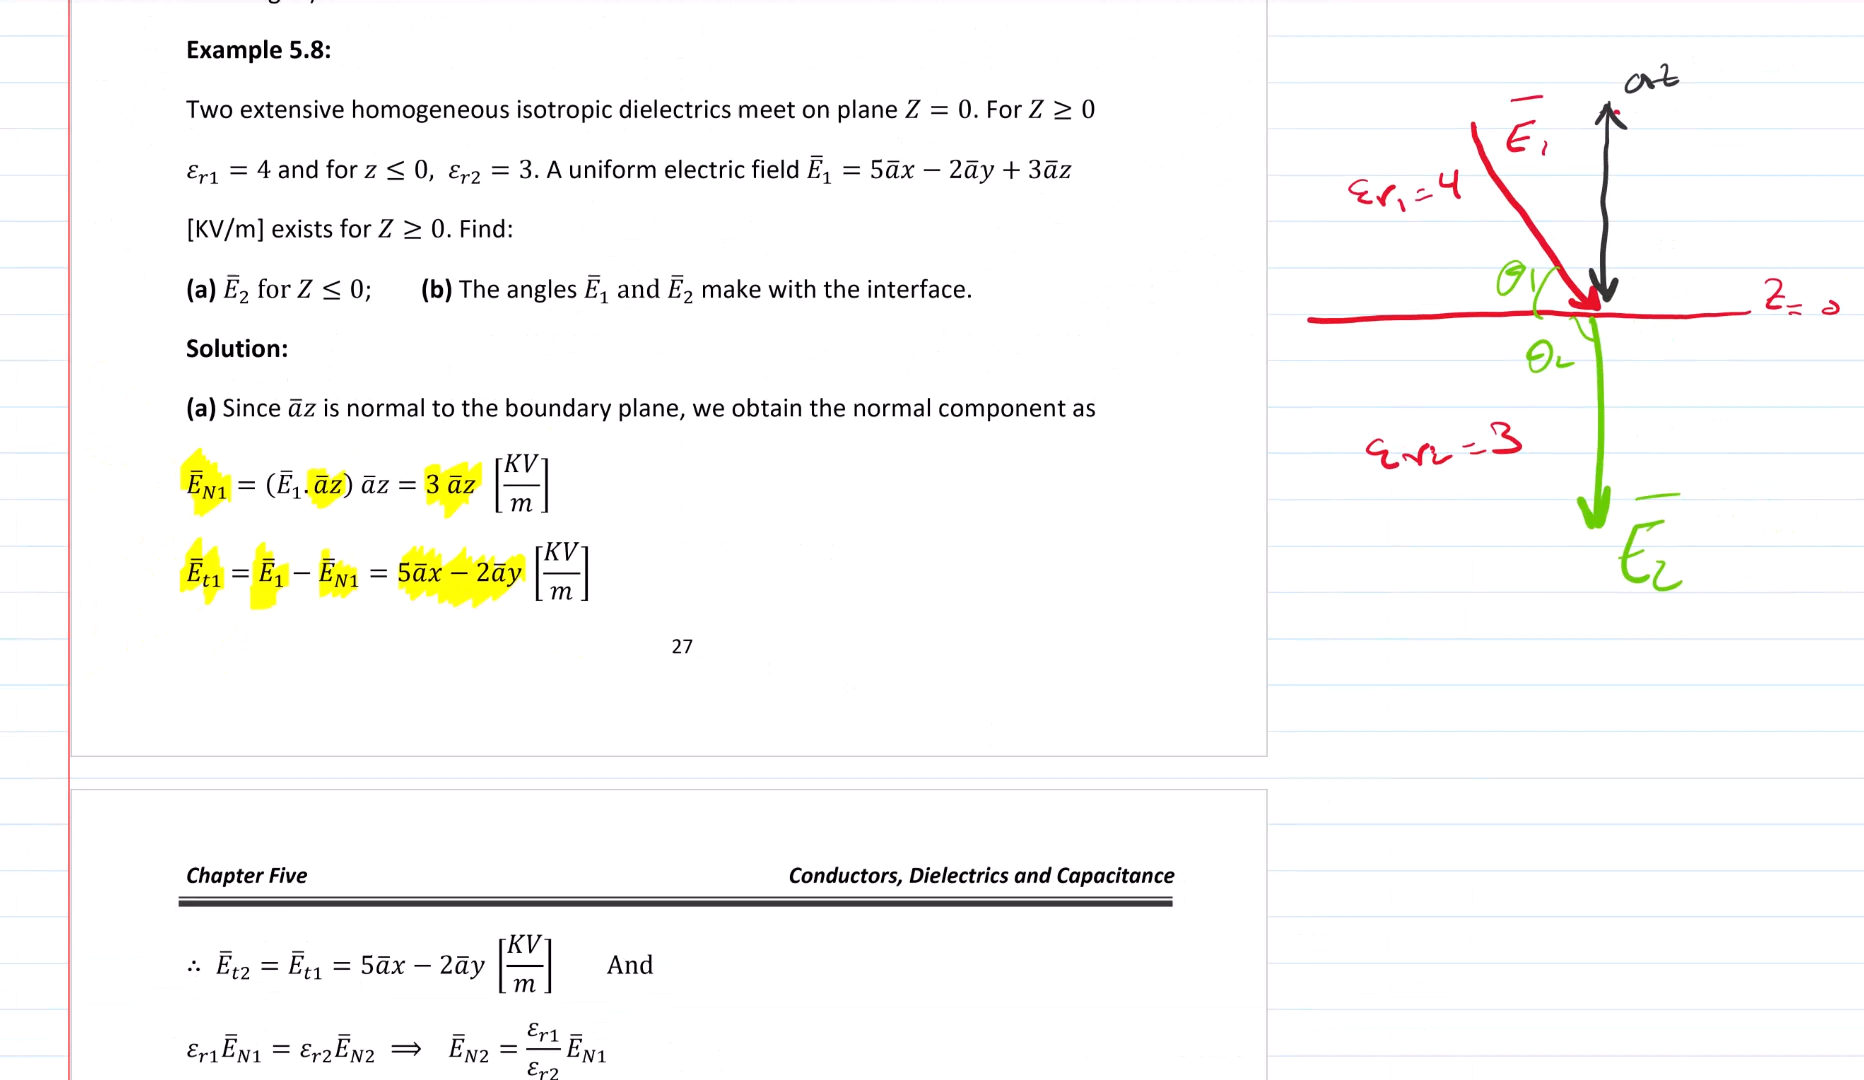 Example 5.8:
Two extensive homogeneous isotropic dielectrics meet on plane Z = 0. For Z ≥ 0
εr1 = 4 and for z ≤ 0, εr2 = 3. A uniform electric field Ē1 = 5āx − 2āy + 3āz
[KV/m] exists for Z ≥ 0. Find:
(a) Ē2 for Z ≤ 0; (b) The angles Ē1 and Ē2 make with the interface.
Solution:
(a) Since āz is normal to the boundary plane, we obtain the normal component as
ĒN1 = (Ē1.āz) āz = 3 āz [KV/m]
Ēt1 = Ē1 − ĒN1 = 5āx − 2āy [KV/m]
27
Chapter Five Conductors, Dielectrics and Capacitance
∴ Ēt2 = Ēt1 = 5āx − 2āy [KV/m] And
εr1ĒN1 = εr2ĒN2 ⟹ ĒN2 = εr1/εr2 ĒN1
az
Ē1
εr1=4
θ1
Z=0
θ2
εr2=3
Ē2